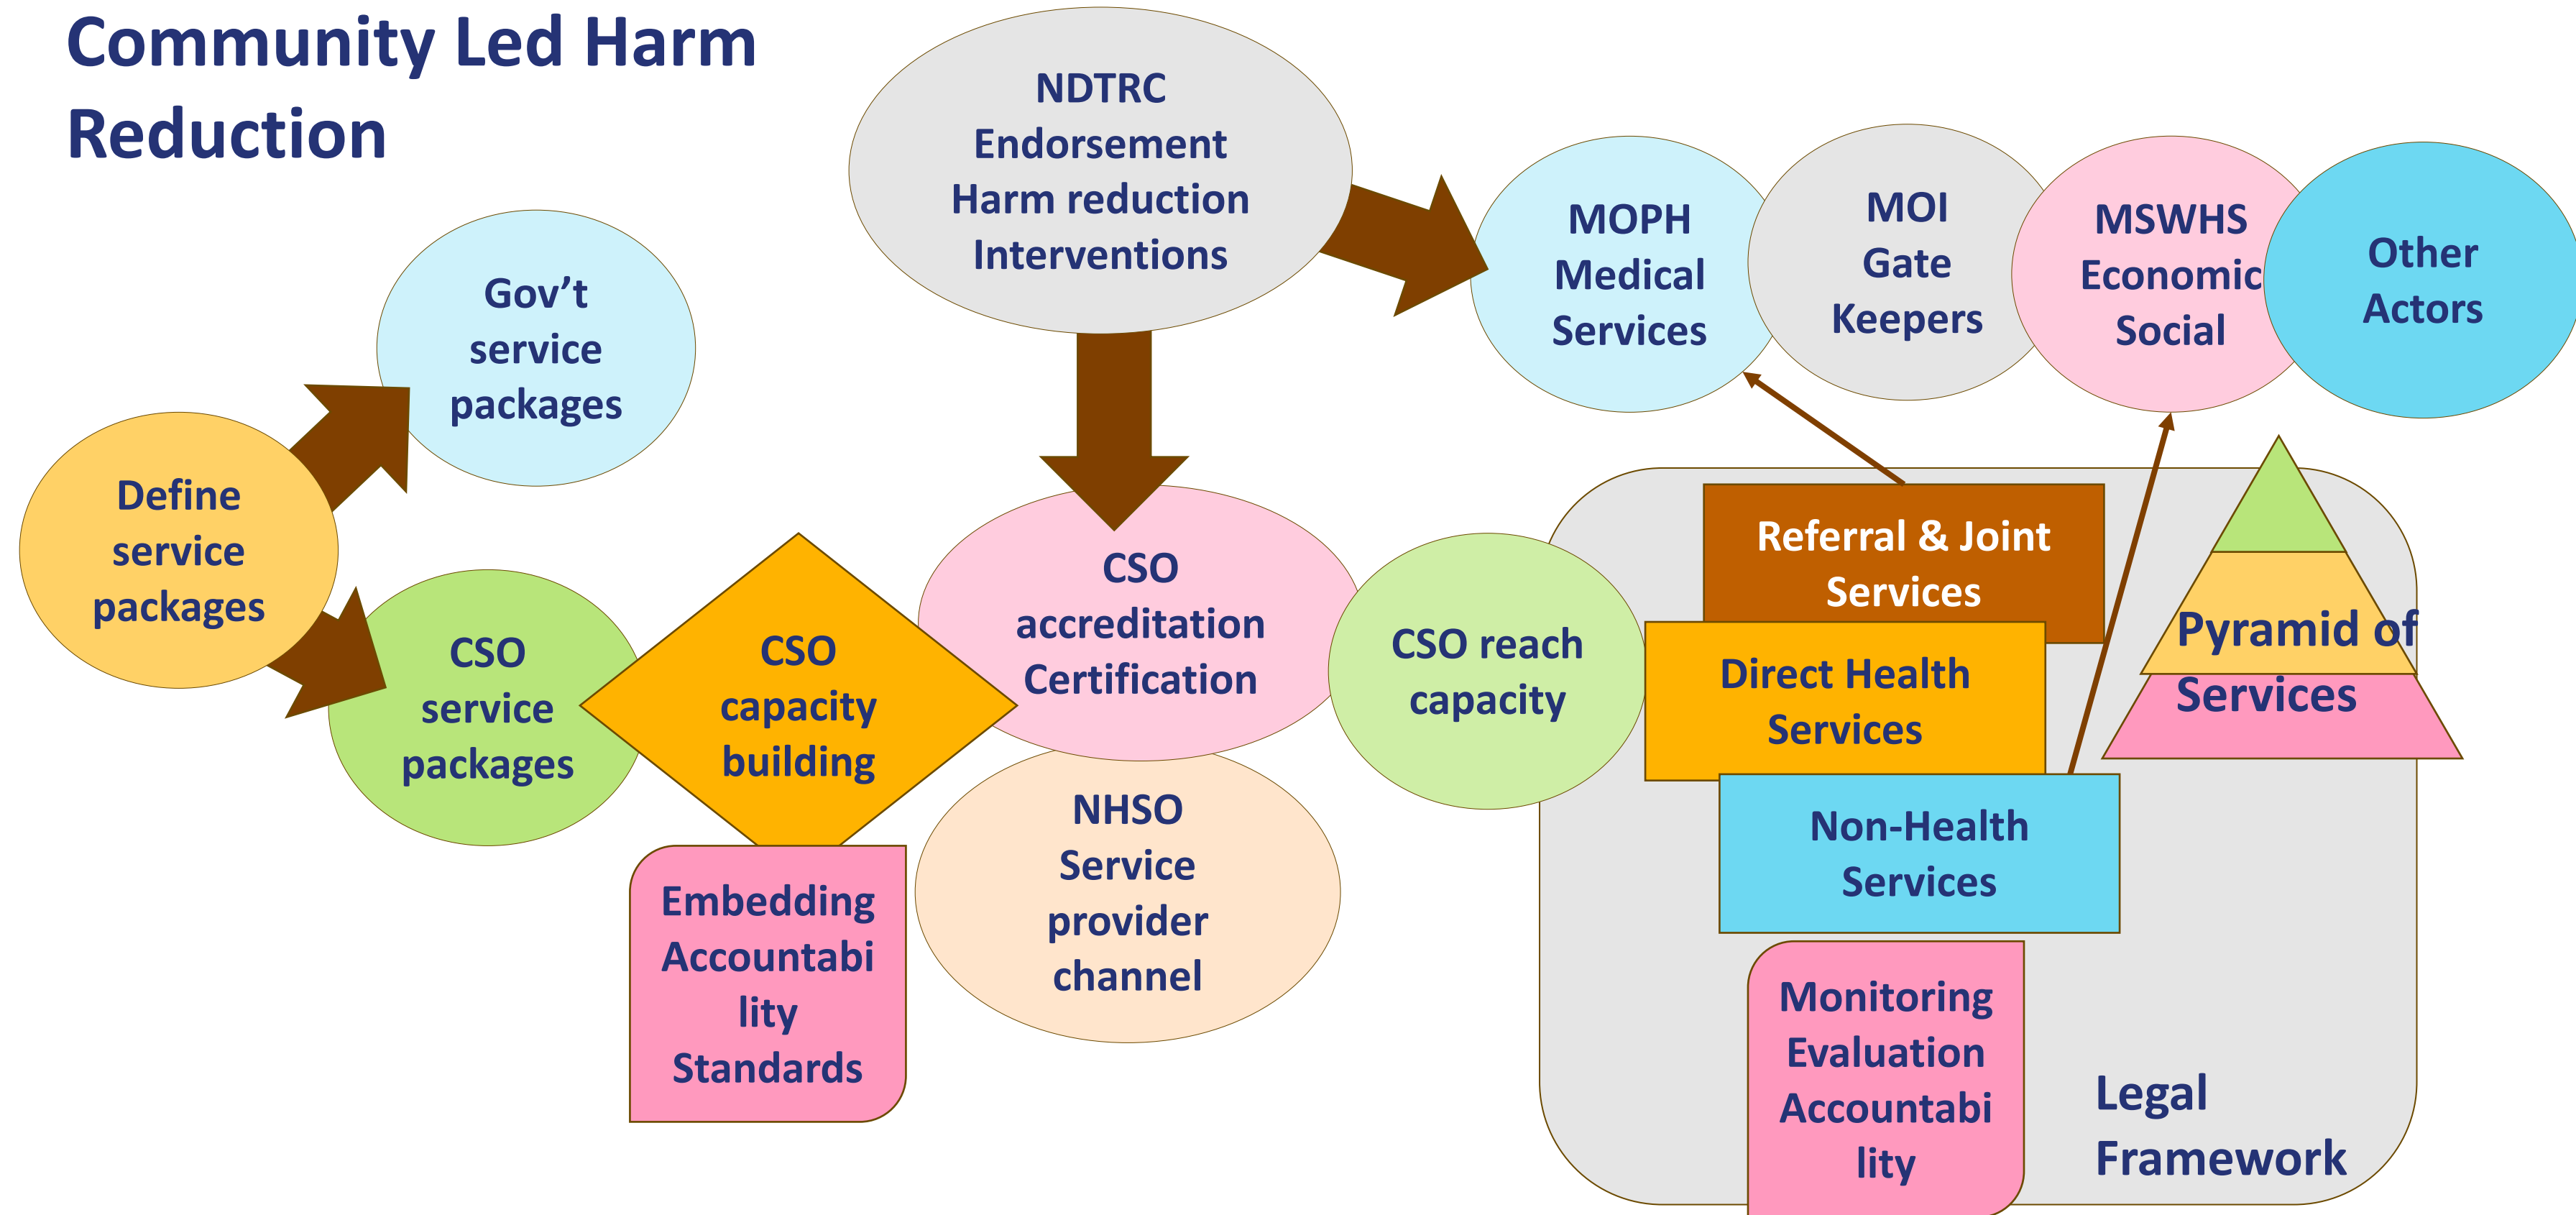 Community Led Harm
Reduction
NDTRC
Endorsement
Harm reduction
Interventions
MOPH
Medical
Services
MOI
Gate
Keepers
MSWHS
Economic
Social
Other
Actors
Gov’t
service
packages
Define
service
packages
CSO
service
packages
CSO
capacity
building
CSO
accreditation
Certification
CSO reach
capacity
Referral & Joint
Services
Direct Health
Services
Non-Health
Services
Pyramid of
Services
NHSO
Service
provider
channel
Embedding
Accountabi
lity
Standards
Monitoring
Evaluation
Accountabi
lity
Legal
Framework